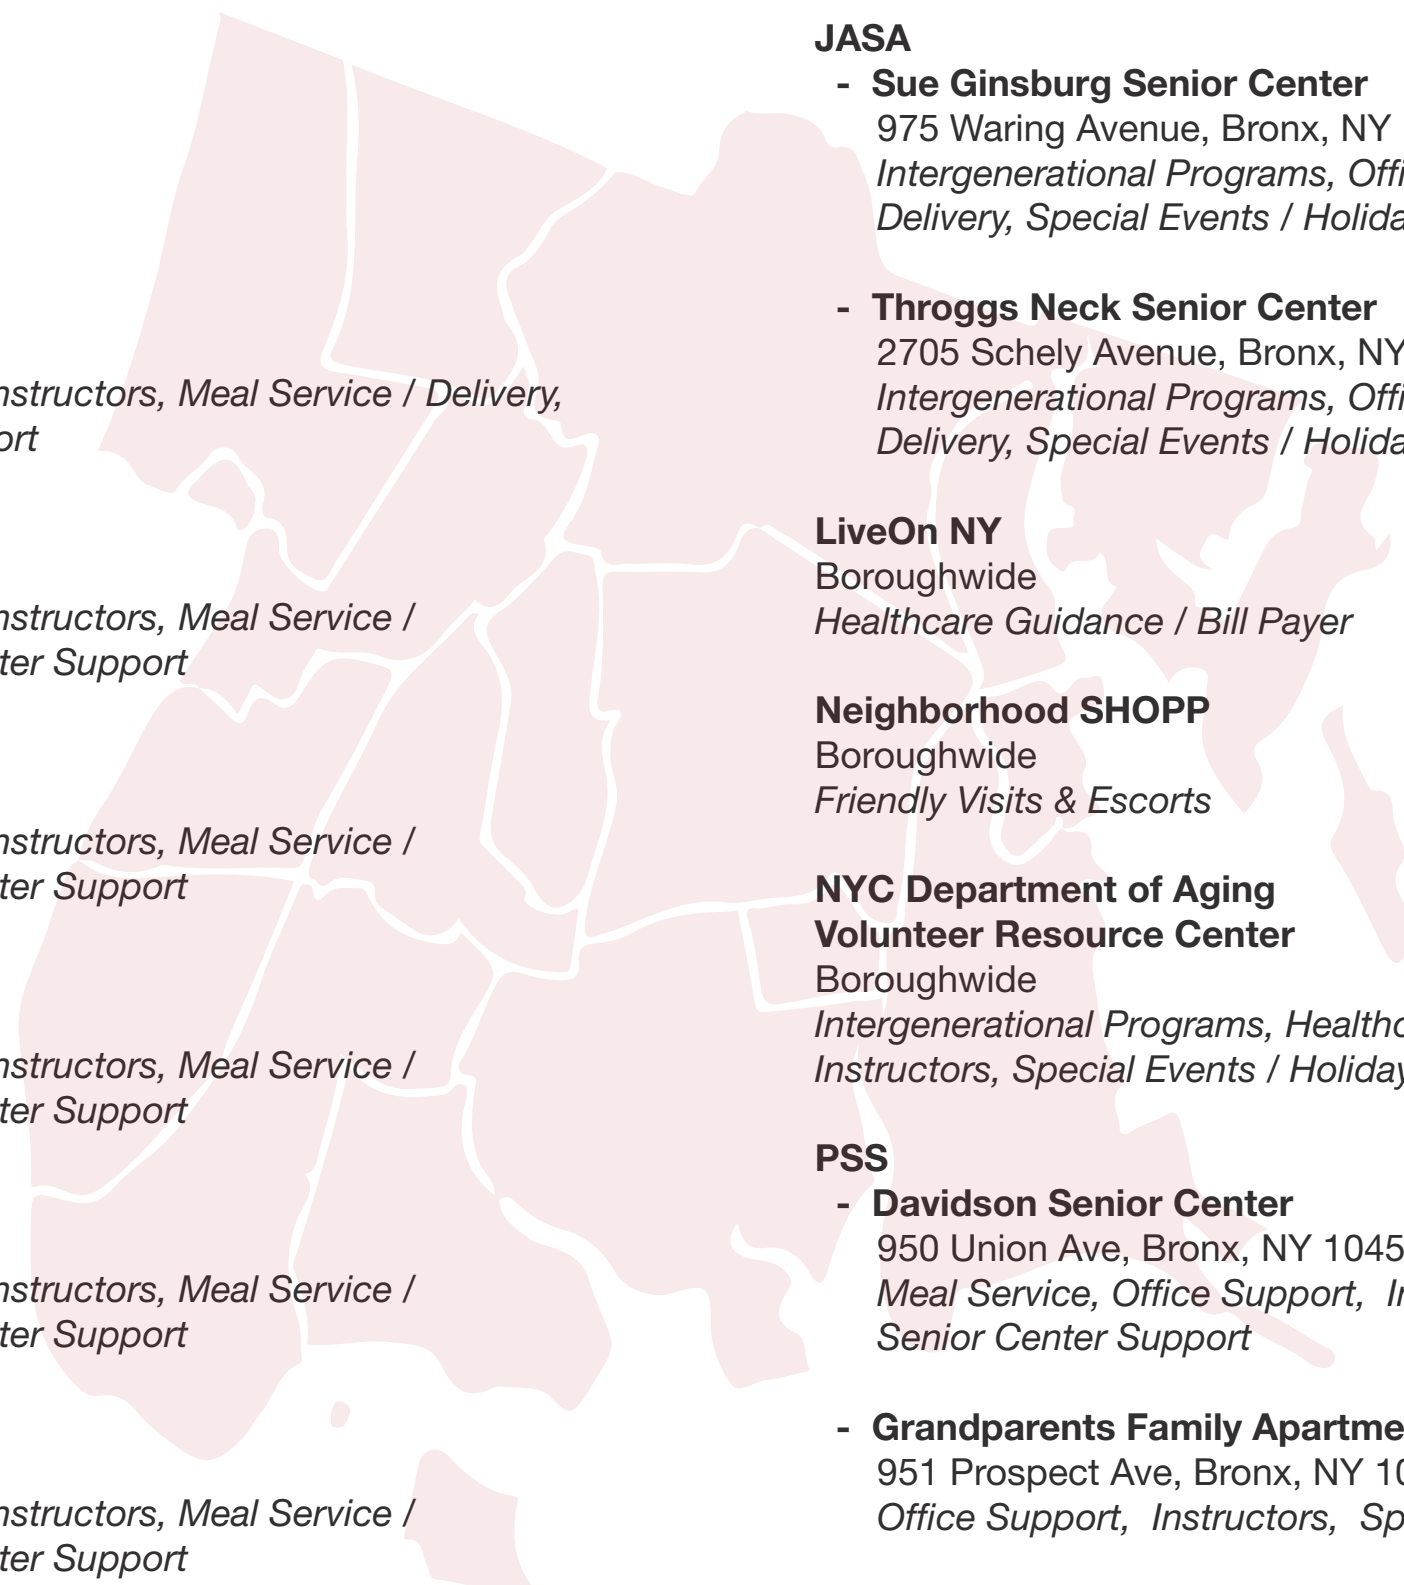 nstructors, Meal Service / Delivery,
ort
nstructors, Meal Service /
ter Support
nstructors, Meal Service /
ter Support
nstructors, Meal Service /
ter Support
nstructors, Meal Service /
ter Support
nstructors, Meal Service /
ter Support
JASA
- Sue Ginsburg Senior Center
975 Waring Avenue, Bronx, NY
Intergenerational Programs, Offi
Delivery, Special Events / Holida
- Throggs Neck Senior Center
2705 Schely Avenue, Bronx, NY
Intergenerational Programs, Offi
Delivery, Special Events / Holida
LiveOn NY
Boroughwide
Healthcare Guidance / Bill Payer
Neighborhood SHOPP
Boroughwide
Friendly Visits & Escorts
NYC Department of Aging
Volunteer Resource Center
Boroughwide
Intergenerational Programs, Healthc
Instructors, Special Events / Holiday
PSS
- Davidson Senior Center
950 Union Ave, Bronx, NY 1045
Meal Service, Office Support, In
Senior Center Support
- Grandparents Family Apartme
951 Prospect Ave, Bronx, NY 10
Office Support, Instructors, Sp